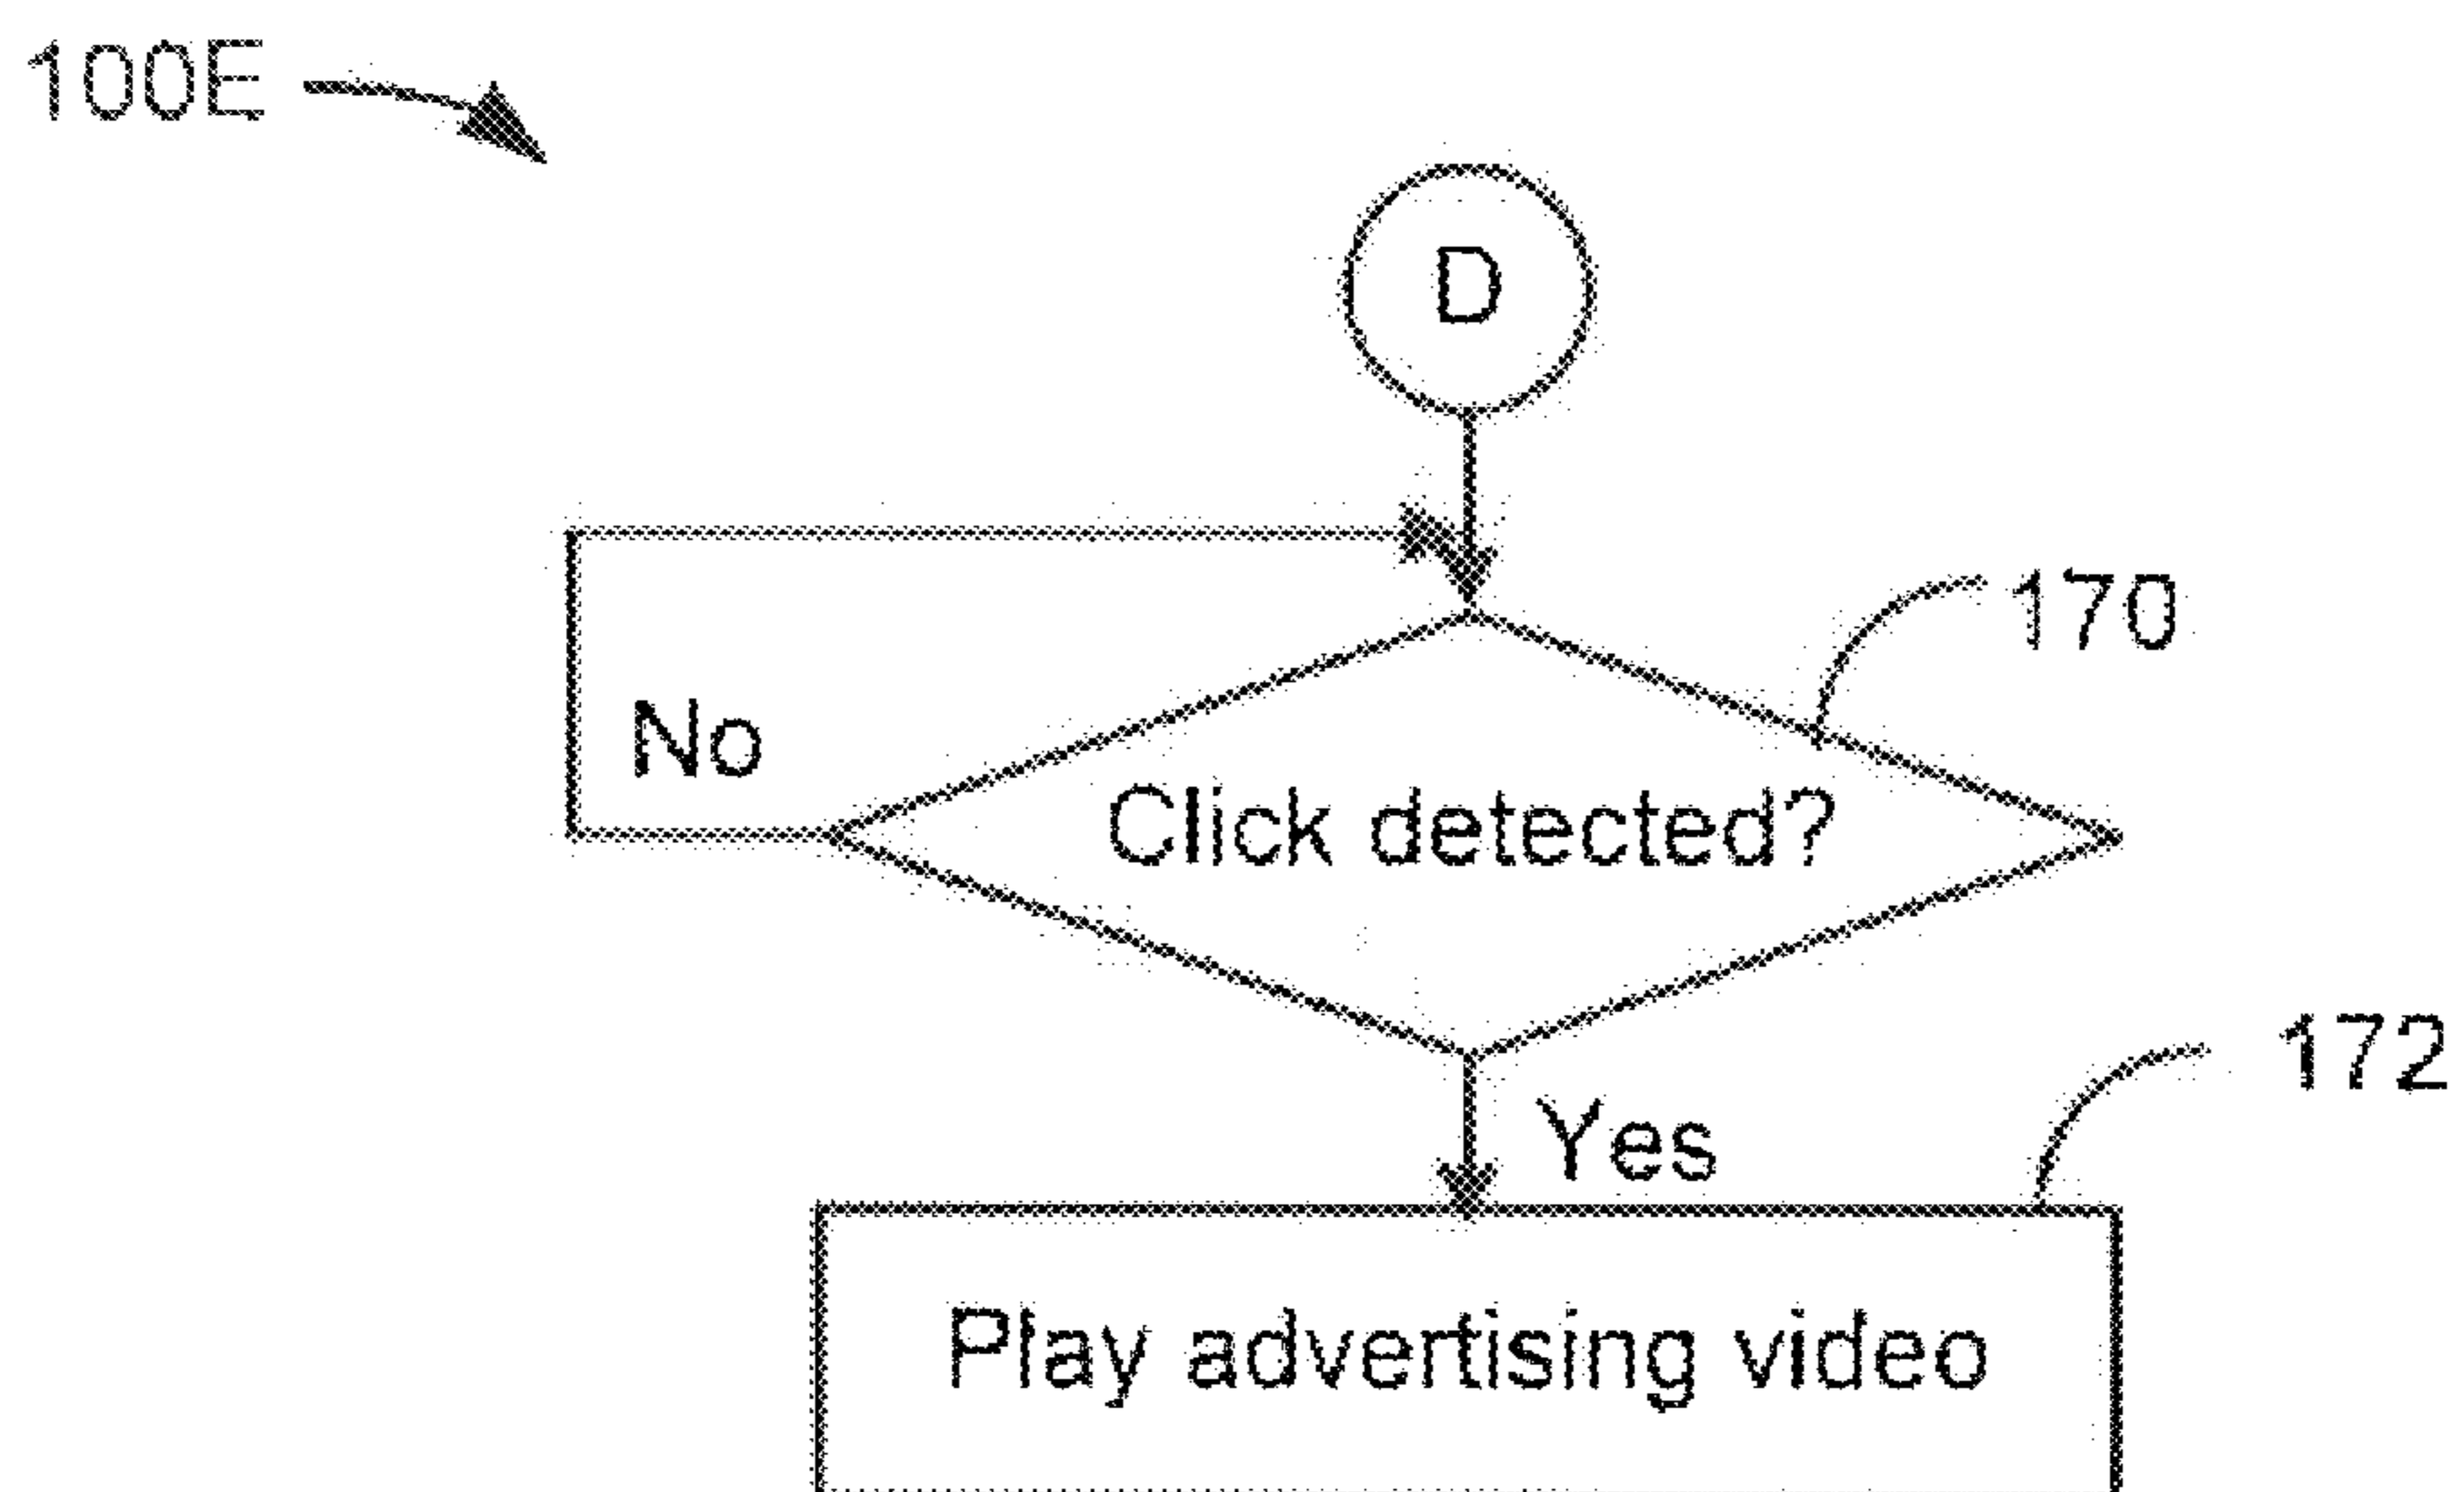 100E
D
170
No
Click detected?
172
Yes
Play advertising video